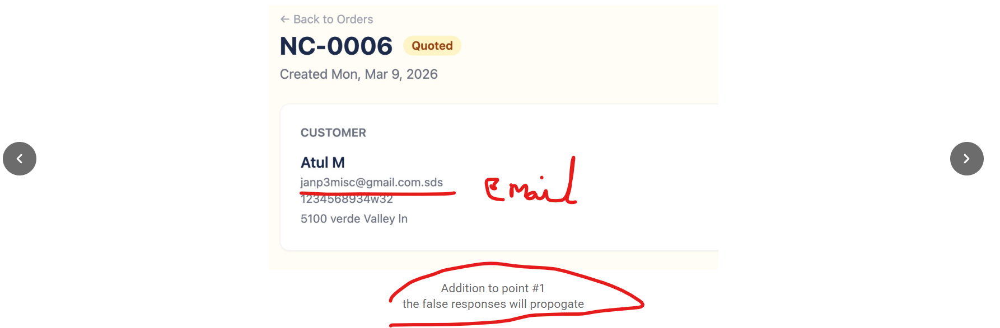 ← Back to Orders
NC-0006 Quoted
Created Mon, Mar 9, 2026
CUSTOMER
Atul M
janp3misc@gmail.com.sds
Email
1234568934w32
5100 verde Valley ln
Addition to point #1
the false responses will propogate